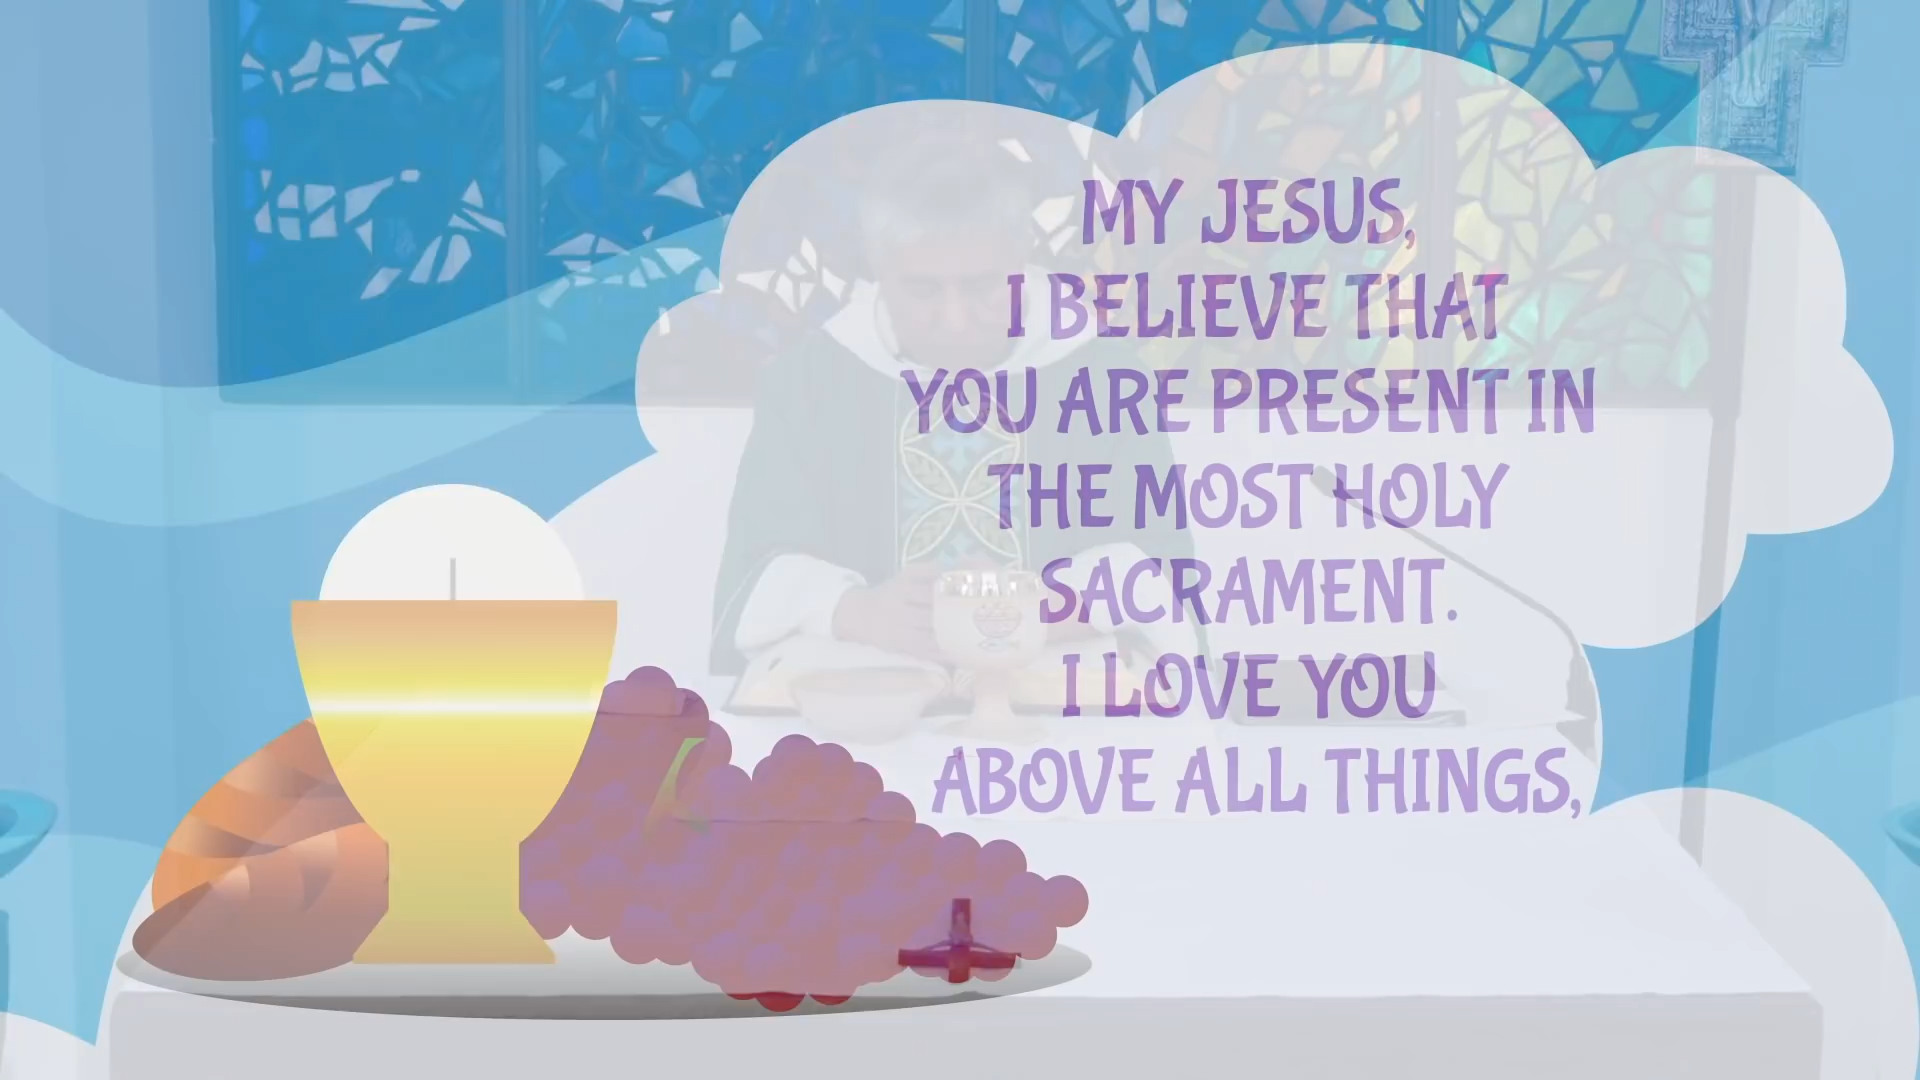 MY JESUS,
I BELIEVE THAT
YOU ARE PRESENT IN
THE MOST HOLY
SACRAMENT.
I LOVE YOU
ABOVE ALL THINGS,